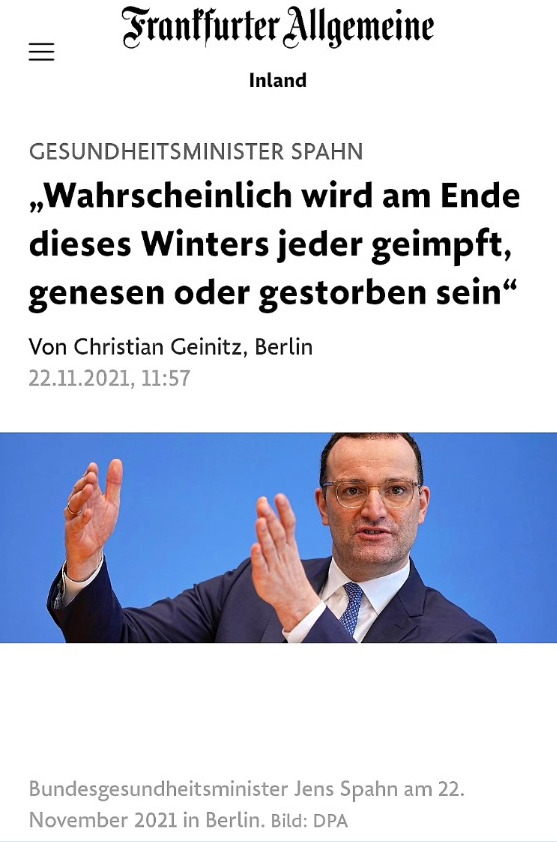 Frankfurter Allgemeine
Inland
GESUNDHEITSMINISTER SPAHN
„Wahrscheinlich wird am Ende
dieses Winters jeder geimpft,
genesen oder gestorben sein“
Von Christian Geinitz, Berlin
22.11.2021, 11:57
Bundesgesundheitsminister Jens Spahn am 22.
November 2021 in Berlin. Bild: DPA